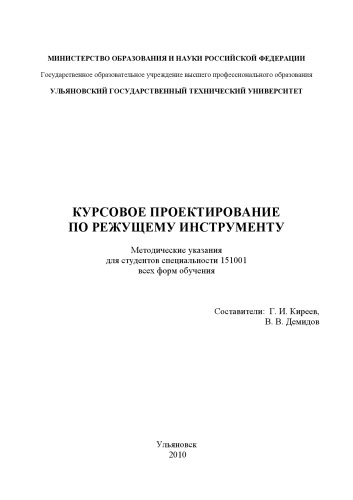 МИНИСТЕРСТВО ОБРАЗОВАНИЯ И НАУКИ РОССИЙСКОЙ ФЕДЕРАЦИИ
Государственное образовательное учреждение высшего профессионального образования
УЛЬЯНОВСКИЙ ГОСУДАРСТВЕННЫЙ ТЕХНИЧЕСКИЙ УНИВЕРСИТЕТ
КУРСОВОЕ ПРОЕКТИРОВАНИЕ
ПО РЕЖУЩЕМУ ИНСТРУМЕНТУ
Методические указания
для студентов специальности 151001
всех форм обучения
Составители: Г. И. Киреев,
В. В. Демидов
Ульяновск
2010